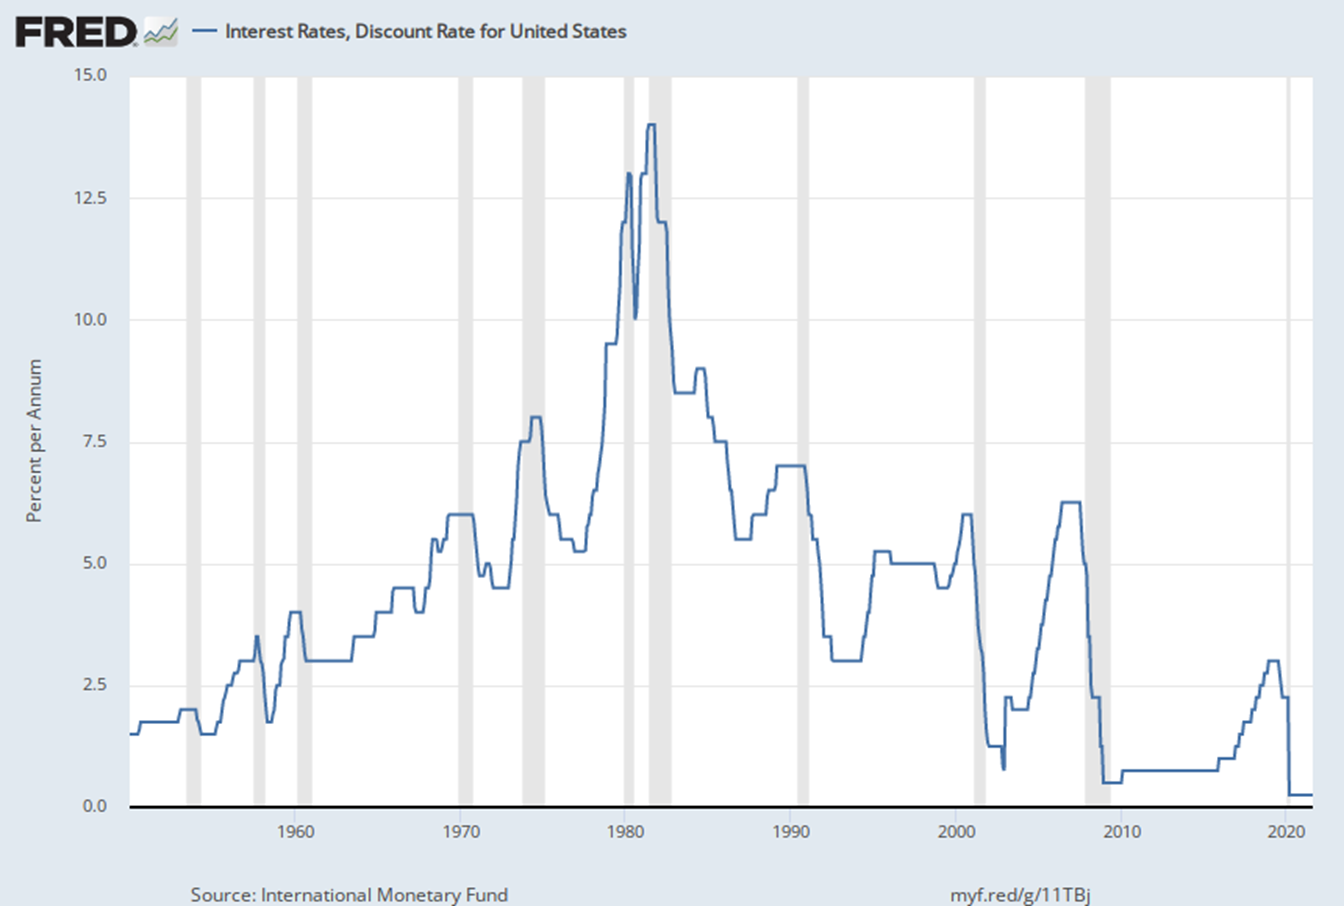 FRED
Interest Rates, Discount Rate for United States
15.0
12.5
10.0
7.5
5.0
2.5
0.0
Percent per Annum
1960 1970 1980 1990 2000 2010 2020
Source: International Monetary Fund
myf.red/g/11TBj